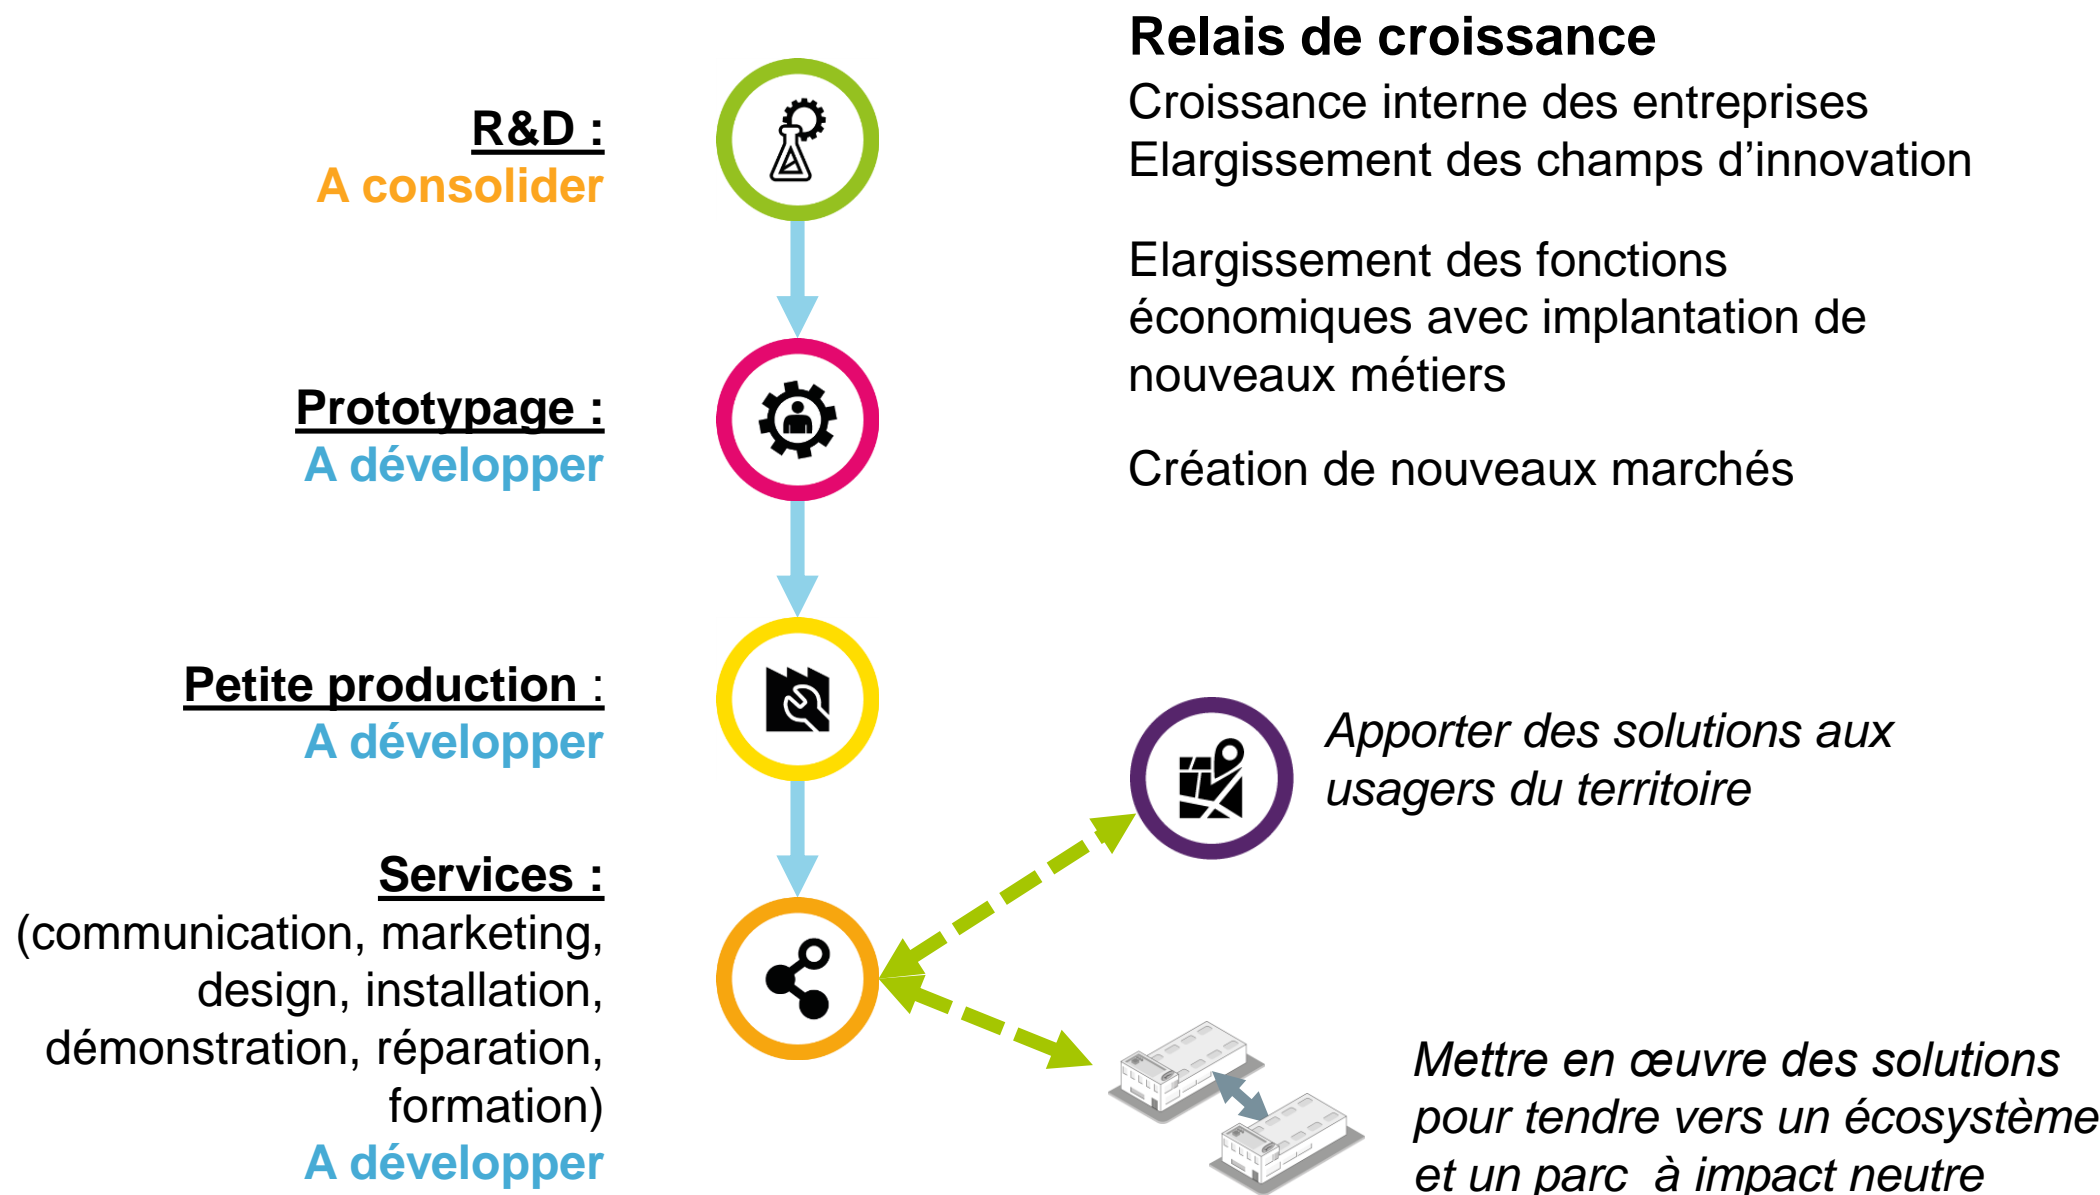 Relais de croissance
Croissance interne des entreprises
Elargissement des champs d’innovation
Elargissement des fonctions
économiques avec implantation de
nouveaux métiers
Création de nouveaux marchés
R&D :
A consolider
Prototypage :
A développer
Petite production :
A développer
Services :
(communication, marketing,
design, installation,
démonstration, réparation,
formation)
A développer
Apporter des solutions aux
usagers du territoire
Mettre en œuvre des solutions
pour tendre vers un écosystème
et un parc à impact neutre